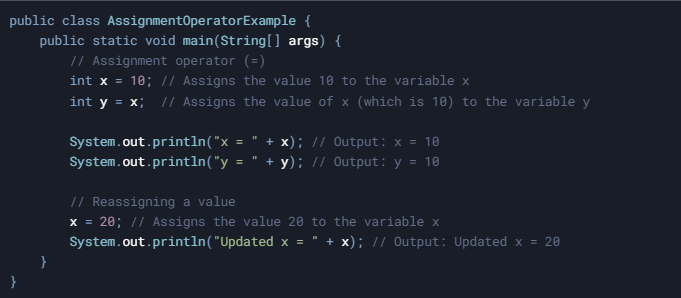 public class AssignmentOperatorExample {
    public static void main(String[] args) {
        // Assignment operator (=)
        int x = 10; // Assigns the value 10 to the variable x
        int y = x;  // Assigns the value of x (which is 10) to the variable y

        System.out.println("x = " + x); // Output: x = 10
        System.out.println("y = " + y); // Output: y = 10

        // Reassigning a value
        x = 20; // Assigns the value 20 to the variable x
        System.out.println("Updated x = " + x); // Output: Updated x = 20
    }
}